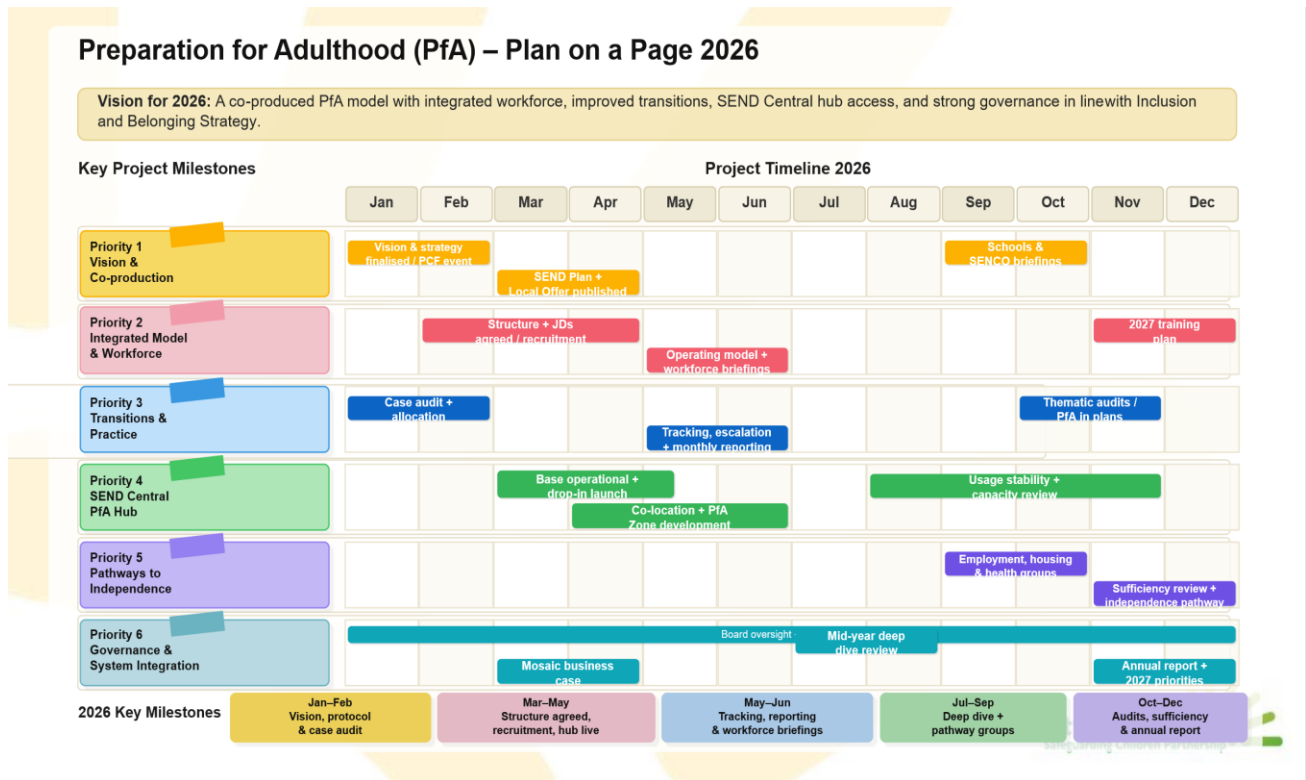 Preparation for Adulthood (PfA) – Plan on a Page 2026
Vision for 2026: A co-produced PfA model with integrated workforce, improved transitions, SEND Central hub access, and strong governance in linewith Inclusion
and Belonging Strategy.
Key Project Milestones
Project Timeline 2026
Jan Feb Mar Apr May Jun Jul Aug Sep Oct Nov Dec
Priority 1
Vision &
Co-production
Vision & strategy
finalised / PCF event
SEND Plan +
Local Offer published
Schools &
SENCO briefings
Priority 2
Integrated Model
& Workforce
Structure + JDs
agreed / recruitment
Operating model +
workforce briefings
2027 training
plan
Priority 3
Transitions &
Practice
Case audit +
allocation
Tracking, escalation
+ monthly reporting
Thematic audits /
PfA in plans
Priority 4
SEND Central
PfA Hub
Base operational +
drop-in launch
Co-location + PfA
Zone development
Usage stability +
capacity review
Priority 5
Pathways to
Independence
Employment, housing
& health groups
Sufficiency review +
independence pathway
Priority 6
Governance &
System Integration
Board oversight
Mid-year deep
dive review
Mosaic business
case
Annual report +
2027 priorities
2026 Key Milestones
Jan–Feb
Vision, protocol
& case audit
Mar–May
Structure agreed,
recruitment, hub live
May–Jun
Tracking, reporting
& workforce briefings
Jul–Sep
Deep dive +
pathway groups
Oct–Dec
Audits, sufficiency
& annual report
Safeguarding Children Partnership